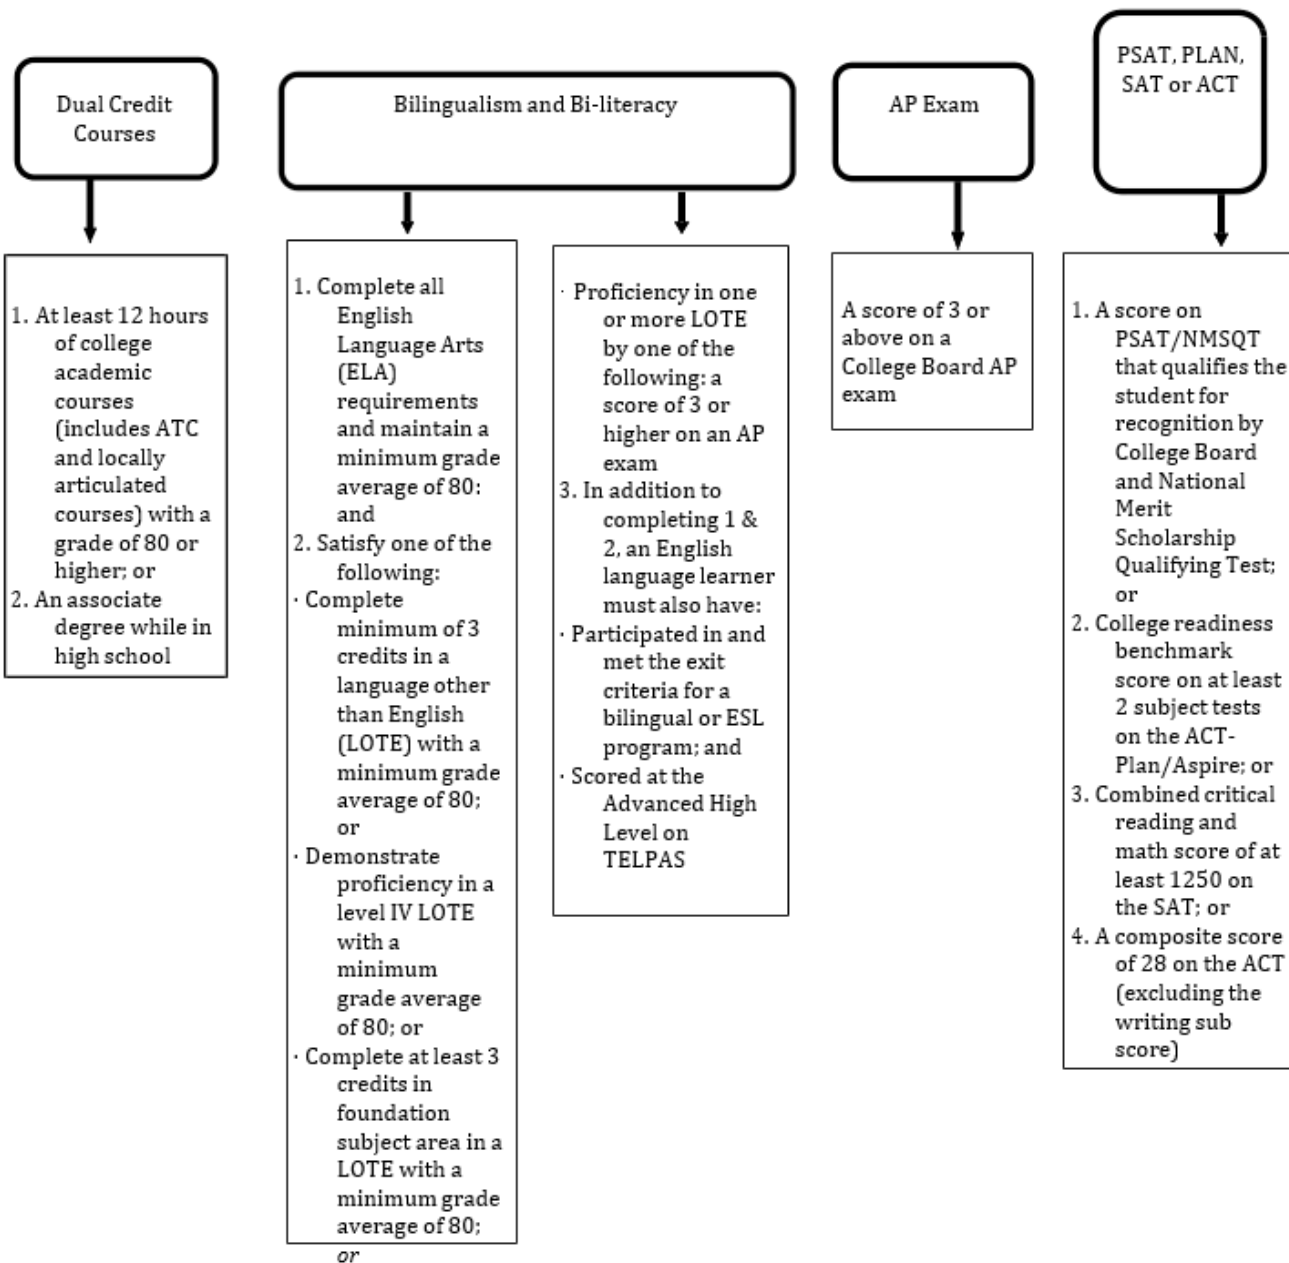 Dual Credit
Courses
1. At least 12 hours
of college
academic
courses
(includes ATC
and locally
articulated
courses) with a
grade of 80 or
higher; or
2. An associate
degree while in
high school
Bilingualism and Bi-literacy
1. Complete all
English
Language Arts
(ELA)
requirements
and maintain a
minimum grade
average of 80:
and
2. Satisfy one of the
following:
· Complete
minimum of 3
credits in a
language other
than English
(LOTE) with a
minimum grade
average of 80;
or
· Demonstrate
proficiency in a
level IV LOTE
with a
minimum
grade average
of 80; or
· Complete at least 3
credits in
foundation
subject area in a
LOTE with a
minimum grade
average of 80;
or
· Proficiency in one
or more LOTE
by one of the
following: a
score of 3 or
higher on an AP
exam
3. In addition to
completing 1 &
2, an English
language learner
must also have:
· Participated in and
met the exit
criteria for a
bilingual or ESL
program; and
· Scored at the
Advanced High
Level on
TELPAS
AP Exam
A score of 3 or
above on a
College Board AP
exam
PSAT, PLAN,
SAT or ACT
1. A score on
PSAT/NMSQT
that qualifies the
student for
recognition by
College Board
and National
Merit
Scholarship
Qualifying Test;
or
2. College readiness
benchmark
score on at least
2 subject tests
on the ACT-
Plan/Aspire; or
3. Combined critical
reading and
math score of at
least 1250 on
the SAT; or
4. A composite score
of 28 on the ACT
(excluding the
writing sub
score)